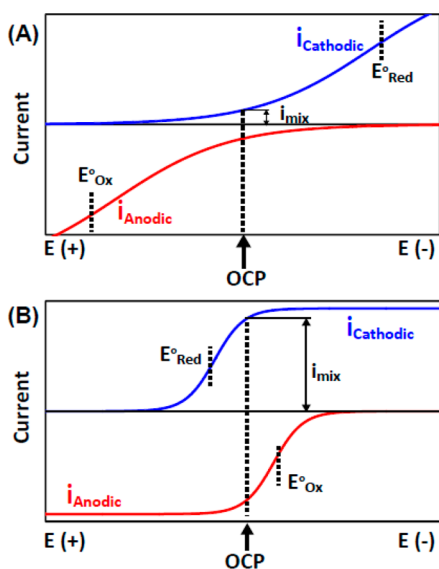 (A)
iCathodic
E°Red
imix
Current
E°Ox
iAnodic
E (+)
E (-)
OCP
(B)
iCathodic
E°Red
imix
Current
E°Ox
iAnodic
E (+)
E (-)
OCP